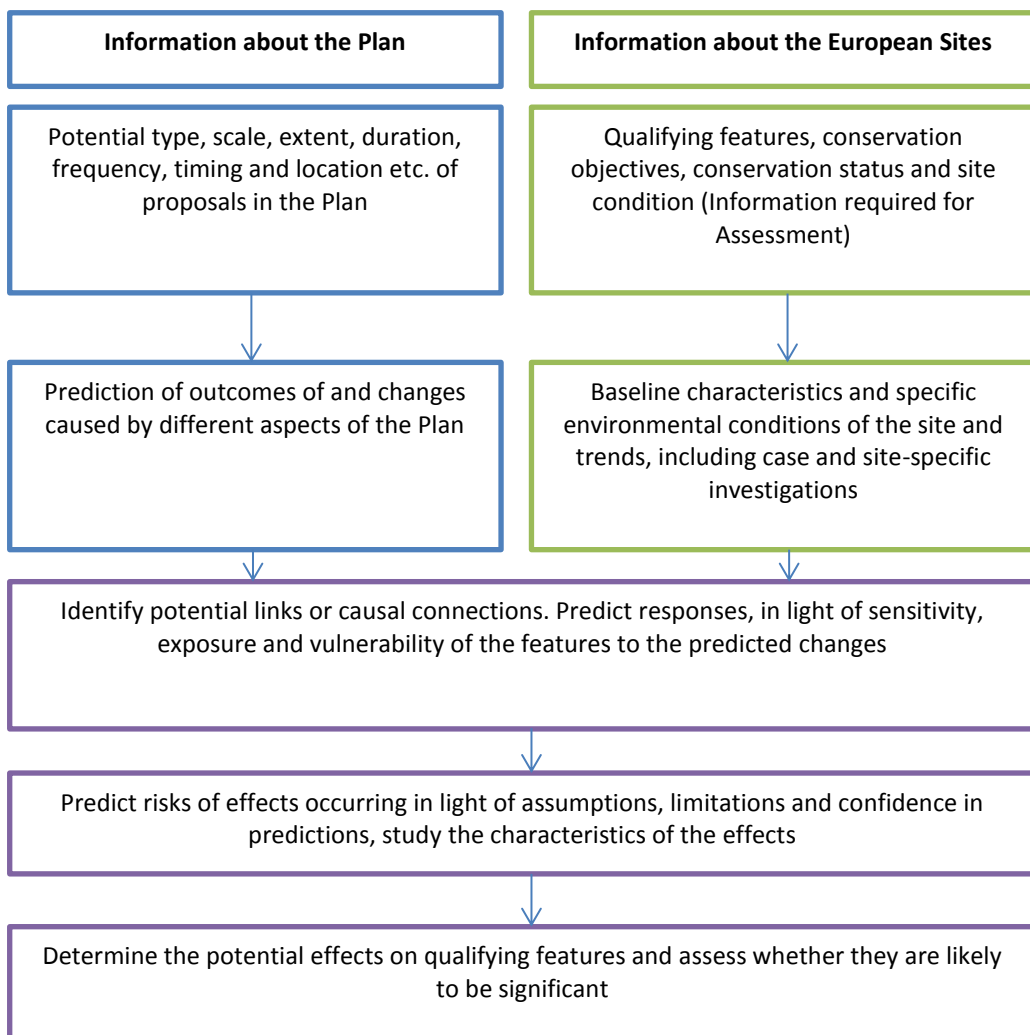 Information about the Plan
Information about the European Sites
Potential type, scale, extent, duration,
frequency, timing and location etc. of
proposals in the Plan
Qualifying features, conservation
objectives, conservation status and site
condition (Information required for
Assessment)
Prediction of outcomes of and changes
caused by different aspects of the Plan
Baseline characteristics and specific
environmental conditions of the site and
trends, including case and site-specific
investigations
Identify potential links or causal connections. Predict responses, in light of sensitivity,
exposure and vulnerability of the features to the predicted changes
Predict risks of effects occurring in light of assumptions, limitations and confidence in
predictions, study the characteristics of the effects
Determine the potential effects on qualifying features and assess whether they are likely
to be significant